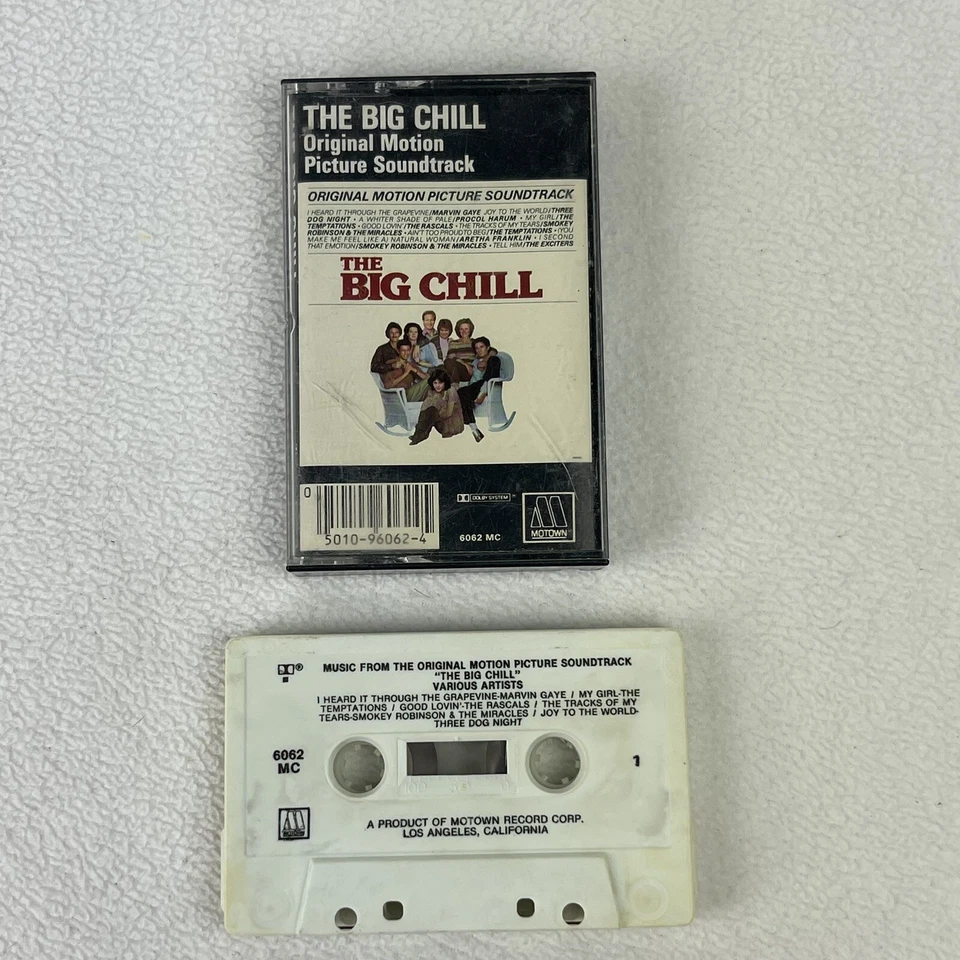 THE BIG CHILL
Original Motion
Picture Soundtrack
ORIGINAL MOTION PICTURE SOUNDTRACK
I HEARD IT THROUGH THE GRAPEVINE/MARVIN GAYE JOY TO THE WORLD/THREE
DOG NIGHT • A WHITER SHADE OF PALE/PROCOL HARUM • MY GIRL/THE
TEMPTATIONS • GOOD LOVIN'/THE RASCALS • THE TRACKS OF MY TEARS/SMOKEY
ROBINSON & THE MIRACLES • AIN'T TOO PROUD TO BEG/THE TEMPTATIONS • (YOU
MAKE ME FEEL LIKE A) NATURAL WOMAN/ARETHA FRANKLIN • I SECOND
THAT EMOTION/SMOKEY ROBINSON & THE MIRACLES • TELL HIM/THE EXCITERS
THE
BIG CHILL
0
5010-96062-4
DOLBY SYSTEM
6062 MC
MOTOWN
MUSIC FROM THE ORIGINAL MOTION PICTURE SOUNDTRACK
"THE BIG CHILL"
VARIOUS ARTISTS
I HEARD IT THROUGH THE GRAPEVINE-MARVIN GAYE / MY GIRL-THE
TEMPTATIONS / GOOD LOVIN'-THE RASCALS / THE TRACKS OF MY
TEARS-SMOKEY ROBINSON & THE MIRACLES / JOY TO THE WORLD-
THREE DOG NIGHT
6062
MC
1
100 50 0
MOTOWN
A PRODUCT OF MOTOWN RECORD CORP.
LOS ANGELES, CALIFORNIA